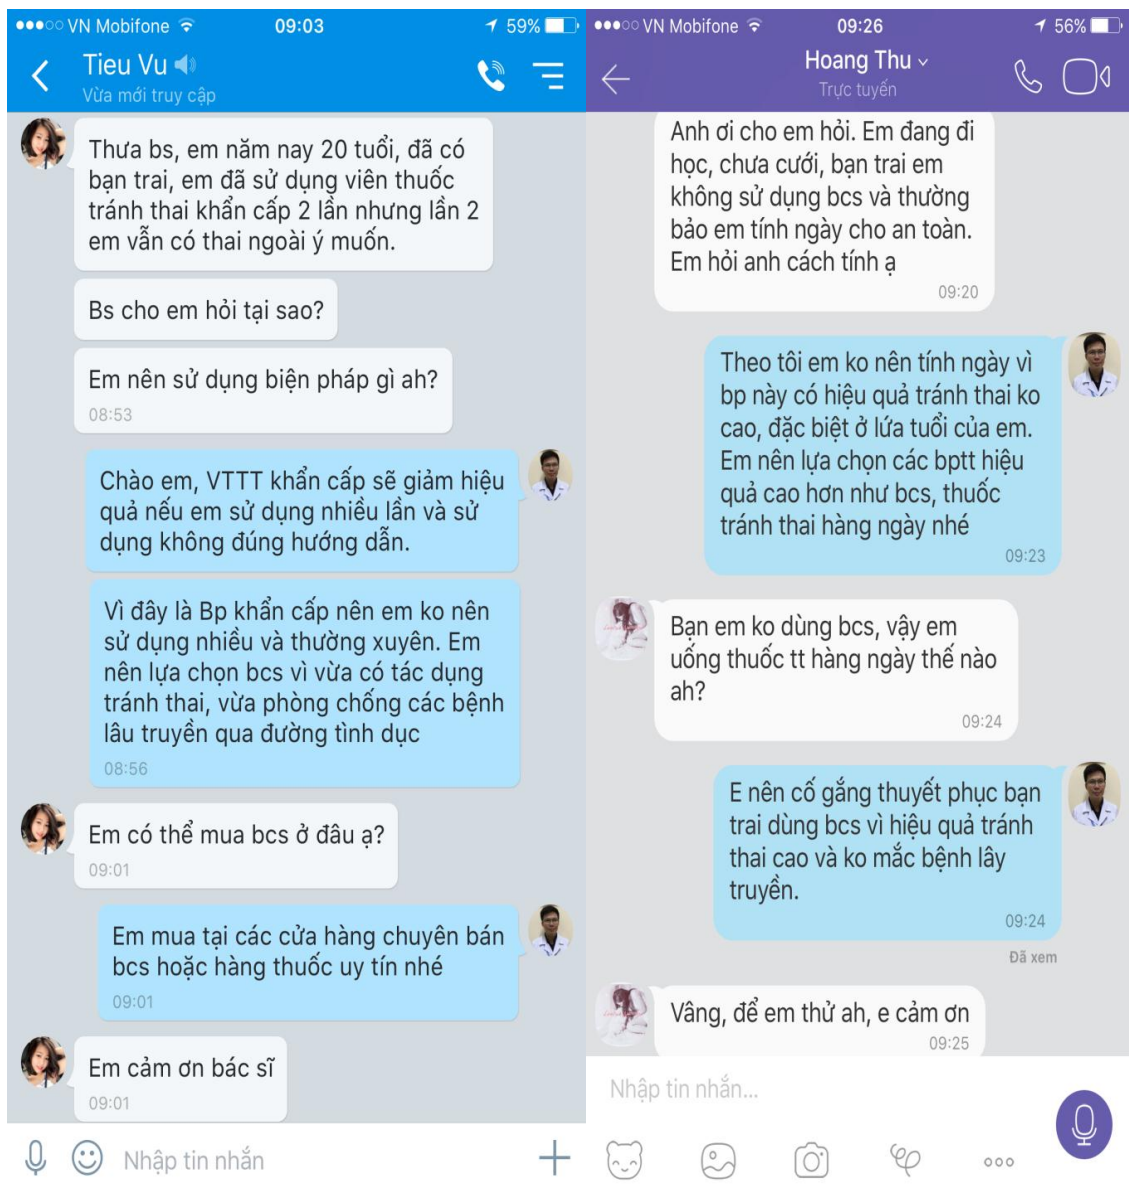 VN Mobifone 09:03 59%
Tieu Vu
Vừa mới truy cập
Thưa bs, em năm nay 20 tuổi, đã có
bạn trai, em đã sử dụng viên thuốc
tránh thai khẩn cấp 2 lần nhưng lần 2
em vẫn có thai ngoài ý muốn.
Bs cho em hỏi tại sao?
Em nên sử dụng biện pháp gì ah?
08:53
Chào em, VTTT khẩn cấp sẽ giảm hiệu
quả nếu em sử dụng nhiều lần và sử
dụng không đúng hướng dẫn.
Vì đây là Bp khẩn cấp nên em ko nên
sử dụng nhiều và thường xuyên. Em
nên lựa chọn bcs vì vừa có tác dụng
tránh thai, vừa phòng chống các bệnh
lâu truyền qua đường tình dục
08:56
Em có thể mua bcs ở đâu ạ?
09:01
Em mua tại các cửa hàng chuyên bán
bcs hoặc hàng thuốc uy tín nhé
09:01
Em cảm ơn bác sĩ
09:01
Nhập tin nhắn
VN Mobifone 09:26 56%
Hoang Thu
Trực tuyến
Anh ơi cho em hỏi. Em đang đi
học, chưa cưới, bạn trai em
không sử dụng bcs và thường
bảo em tính ngày cho an toàn.
Em hỏi anh cách tính ạ
09:20
Theo tôi em ko nên tính ngày vì
bp này có hiệu quả tránh thai ko
cao, đặc biệt ở lứa tuổi của em.
Em nên lựa chọn các bptt hiệu
quả cao hơn như bcs, thuốc
tránh thai hàng ngày nhé
09:23
Bạn em ko dùng bcs, vậy em
uống thuốc tt hàng ngày thế nào
ah?
09:24
E nên cố gắng thuyết phục bạn
trai dùng bcs vì hiệu quả tránh
thai cao và ko mắc bệnh lây
truyền.
09:24
Đã xem
Vâng, để em thử ah, e cảm ơn
09:25
Nhập tin nhắn...